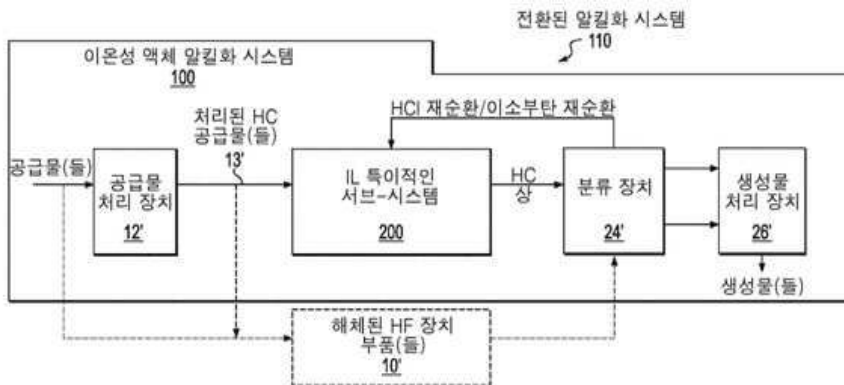 전환된 알킬화 시스템
110
이온성 액체 알킬화 시스템
100
HCl 재순환/이소부탄 재순환
처리된 HC
공급물(들)
13'
공급물(들)
공급물
처리 장치
12'
IL 특이적인
서브-시스템
200
HC
상
분류 장치
24'
생성물
처리 장치
26'
생성물(들)
해체된 HF 장치
부품(들)
10'